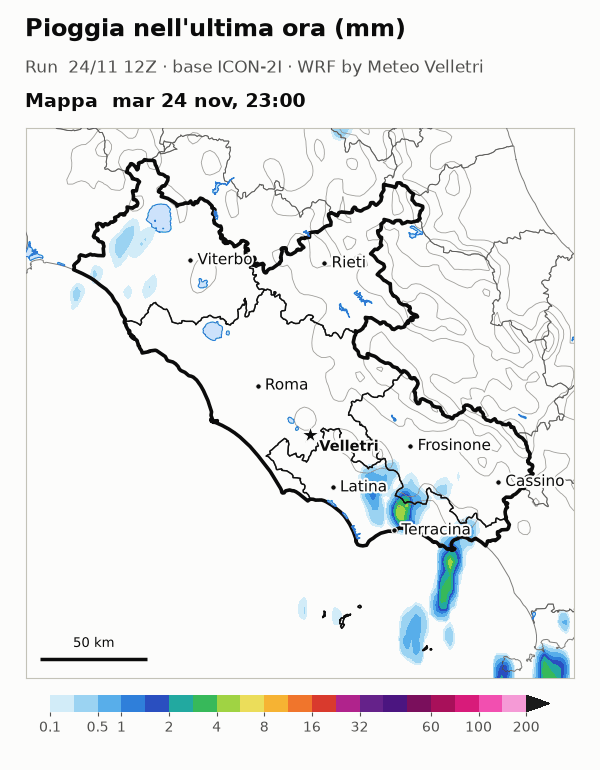 Pioggia nell'ultima ora (mm)
Run 24/11 12Z · base ICON-2I · WRF by Meteo Velletri
Mappa mar 24 nov, 23:00
Viterbo
Rieti
Roma
Velletri
Frosinone
Latina
Cassino
Terracina
50 km
0.1 0.5 1 2 4 8 16 32 60 100 200